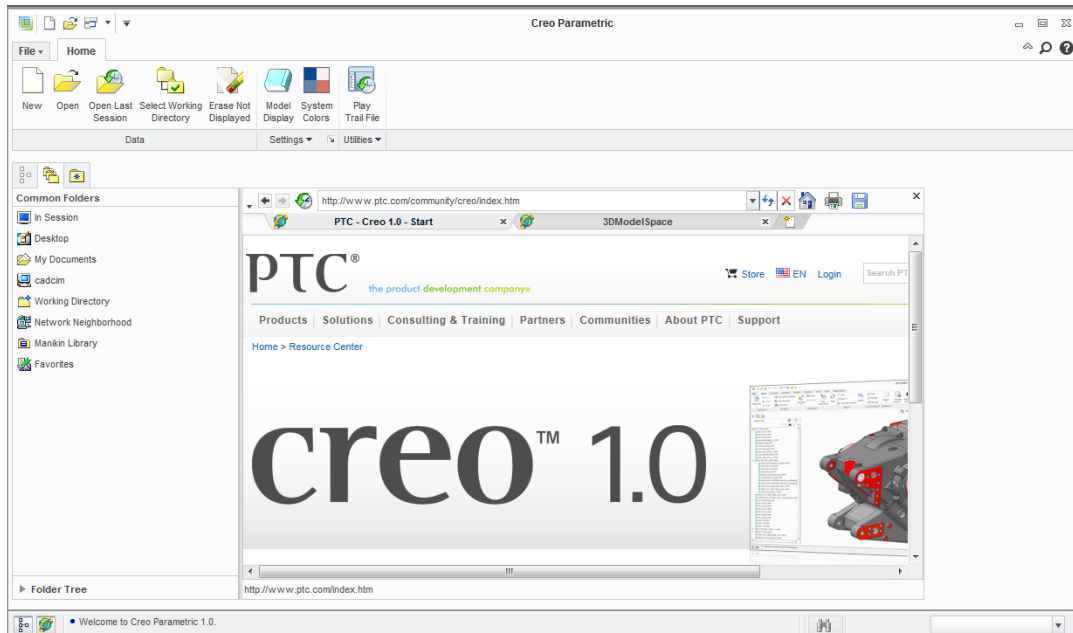 Creo Parametric
File
Home
New
Open
Open Last Session
Select Working Directory
Erase Not Displayed
Model Display
System Colors
Play Trail File
Data
Settings
Utilities
Common Folders
In Session
Desktop
My Documents
cadcim
Working Directory
Network Neighborhood
Manikin Library
Favorites
Folder Tree
http://www.ptc.com/community/creo/index.htm
PTC - Creo 1.0 - Start
3DModelSpace
PTC®
the product development company®
Store
EN
Login
Search PT
Products
Solutions
Consulting & Training
Partners
Communities
About PTC
Support
Home > Resource Center
creo™ 1.0
http://www.ptc.com/index.htm
Welcome to Creo Parametric 1.0.